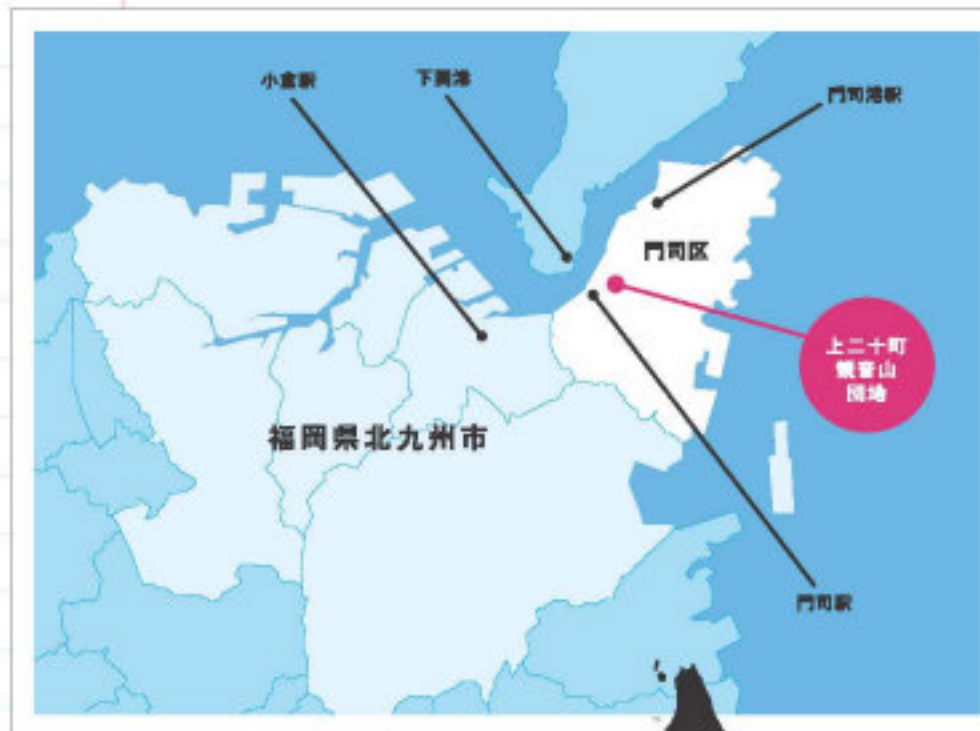 小倉駅
下関港
門司港駅
門司区
上二十町
観音山
団地
福岡県北九州市
門司駅